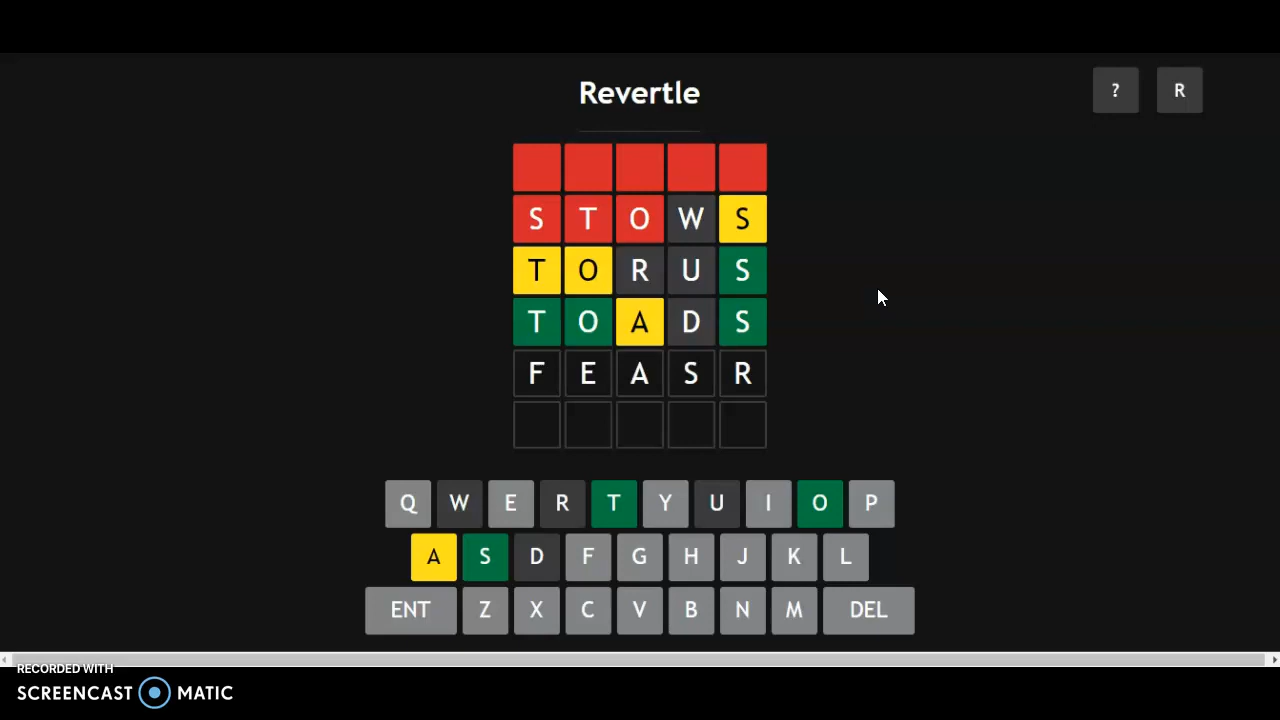 Revertle
? R
S T O W S
T O R U S
T O A D S
F E A S R
Q W E R T Y U I O P
A S D F G H J K L
ENT Z X C V B N M DEL
RECORDED WITH
SCREENCAST MATIC